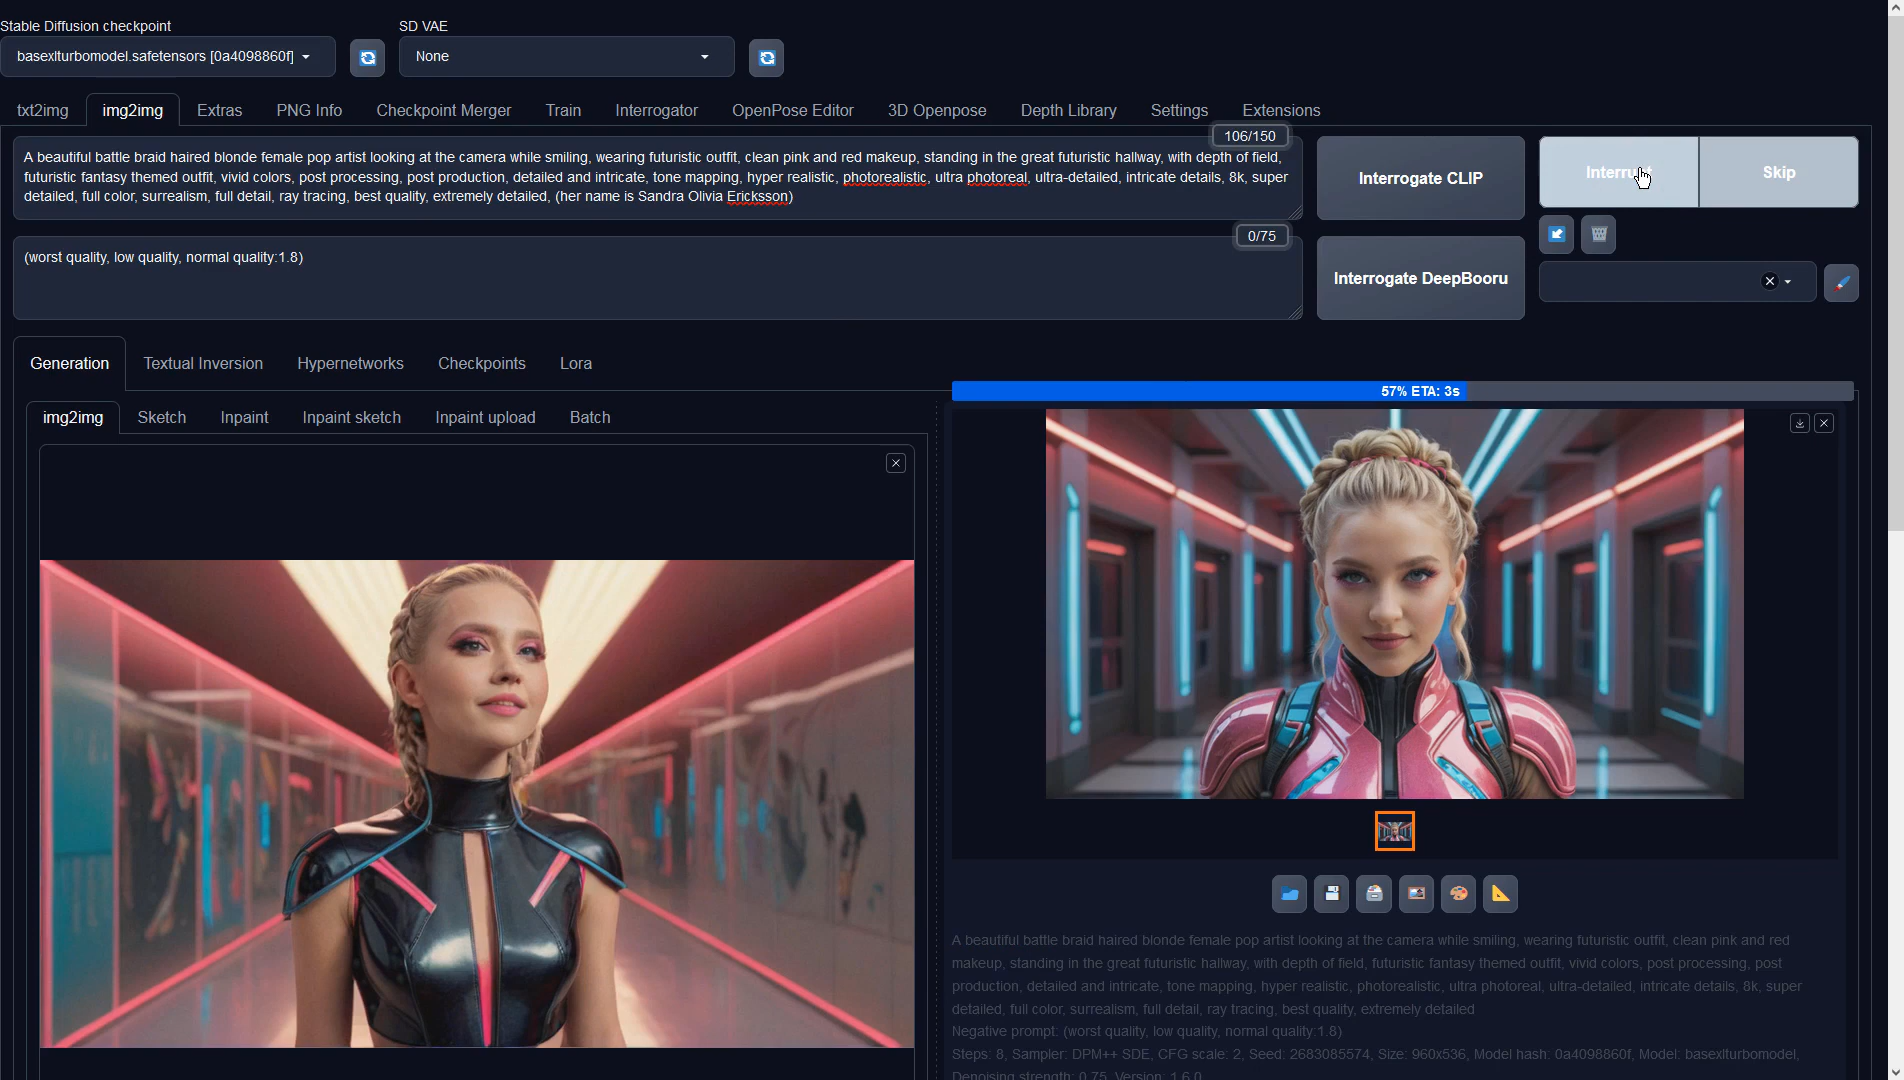 Stable Diffusion checkpoint
SD VAE
basexlturbomodel.safetensors [0a4098860f]
None
txt2img
img2img
Extras
PNG Info
Checkpoint Merger
Train
Interrogator
OpenPose Editor
3D Openpose
Depth Library
Settings
Extensions
106/150
A beautiful battle braid haired blonde female pop artist looking at the camera while smiling, wearing futuristic outfit, clean pink and red makeup, standing in the great futuristic hallway, with depth of field,
futuristic fantasy themed outfit, vivid colors, post processing, post production, detailed and intricate, tone mapping, hyper realistic, photorealistic, ultra photoreal, ultra-detailed, intricate details, 8k, super
detailed, full color, surrealism, full detail, ray tracing, best quality, extremely detailed, (her name is Sandra Olivia Ericksson)
Interrogate CLIP
Skip
0/75
(worst quality, low quality, normal quality:1.8)
Interrogate DeepBooru
Generation
Textual Inversion
Hypernetworks
Checkpoints
Lora
57% ETA: 3s
img2img
Sketch
Inpaint
Inpaint sketch
Inpaint upload
Batch
A beautiful battle braid haired blonde female pop artist looking at the camera while smiling, wearing futuristic outfit, clean pink and red
makeup, standing in the great futuristic hallway, with depth of field, futuristic fantasy themed outfit, vivid colors, post processing, post
production, detailed and intricate, tone mapping, hyper realistic, photorealistic, ultra photoreal, ultra-detailed, intricate details, 8k, super
detailed, full color, surrealism, full detail, ray tracing, best quality, extremely detailed
Negative prompt: (worst quality, low quality, normal quality:1.8)
Steps: 8, Sampler: DPM++ SDE, CFG scale: 2, Seed: 2683085574, Size: 960x536, Model hash: 0a4098860f, Model: basexlturbomodel,
Denoising strength: 0.75, Version: 1.6.0